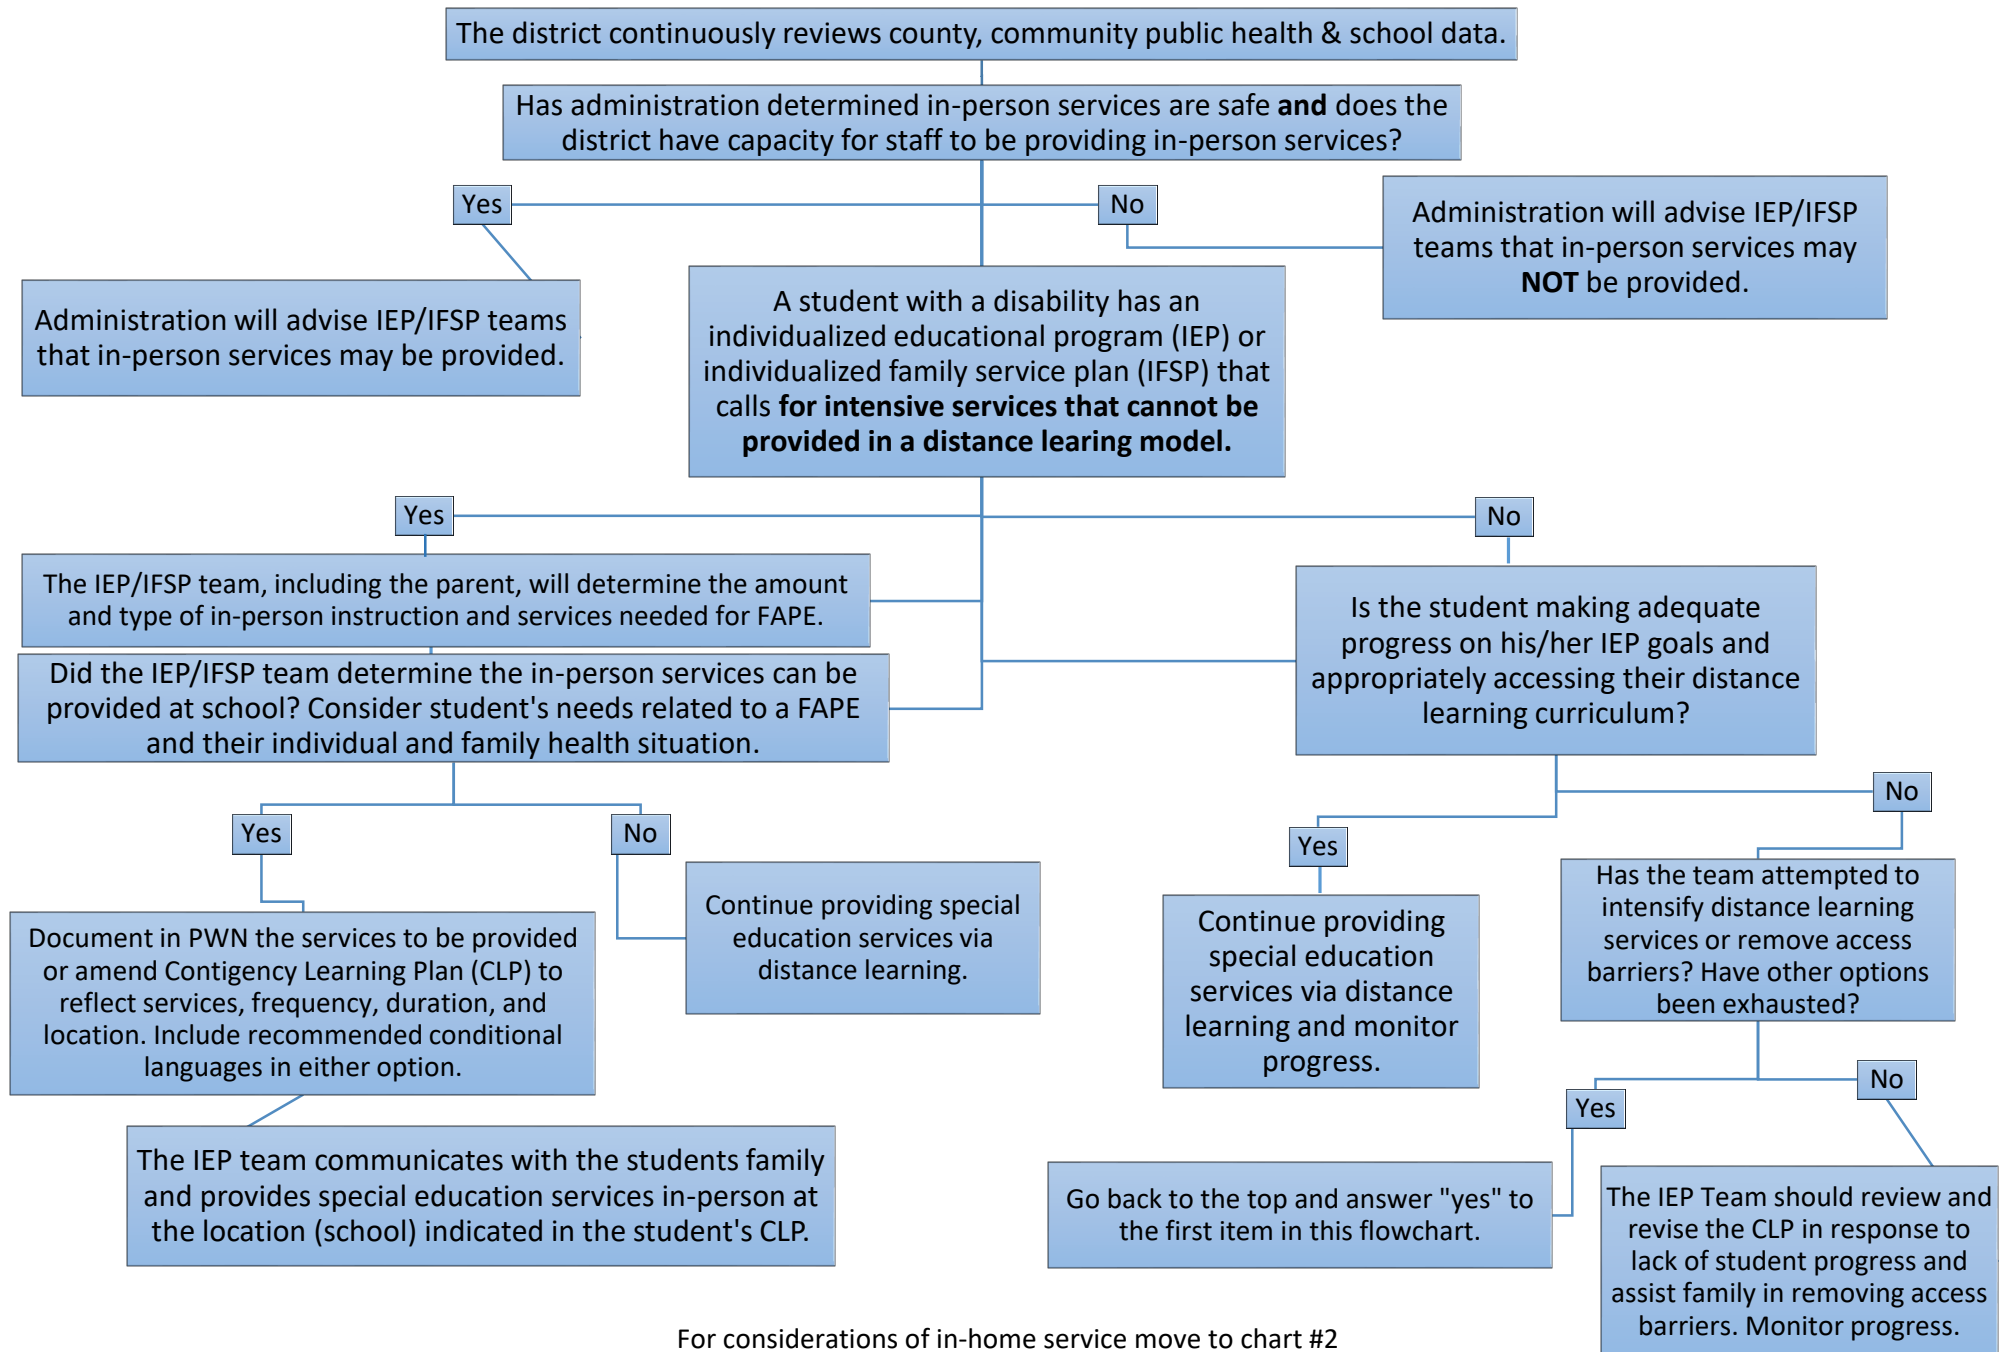 The district continuously reviews county, community public health & school data.
Has administration determined in-person services are safe and does the
district have capacity for staff to be providing in-person services?
Yes
No
Administration will advise IEP/IFSP teams
that in-person services may be provided.
Administration will advise IEP/IFSP
teams that in-person services may
NOT be provided.
A student with a disability has an
individualized educational program (IEP) or
individualized family service plan (IFSP) that
calls for intensive services that cannot be
provided in a distance learing model.
Yes
No
The IEP/IFSP team, including the parent, will determine the amount
and type of in-person instruction and services needed for FAPE.
Did the IEP/IFSP team determine the in-person services can be
provided at school? Consider student's needs related to a FAPE
and their individual and family health situation.
Yes
No
Document in PWN the services to be provided
or amend Contigency Learning Plan (CLP) to
reflect services, frequency, duration, and
location. Include recommended conditional
languages in either option.
Continue providing special
education services via
distance learning.
The IEP team communicates with the students family
and provides special education services in-person at
the location (school) indicated in the student's CLP.
Is the student making adequate
progress on his/her IEP goals and
appropriately accessing their distance
learning curriculum?
Yes
No
Continue providing
special education
services via distance
learning and monitor
progress.
Has the team attempted to
intensify distance learning
services or remove access
barriers? Have other options
been exhausted?
Yes
No
Go back to the top and answer "yes" to
the first item in this flowchart.
The IEP Team should review and
revise the CLP in response to
lack of student progress and
assist family in removing access
barriers. Monitor progress.
For considerations of in-home service move to chart #2